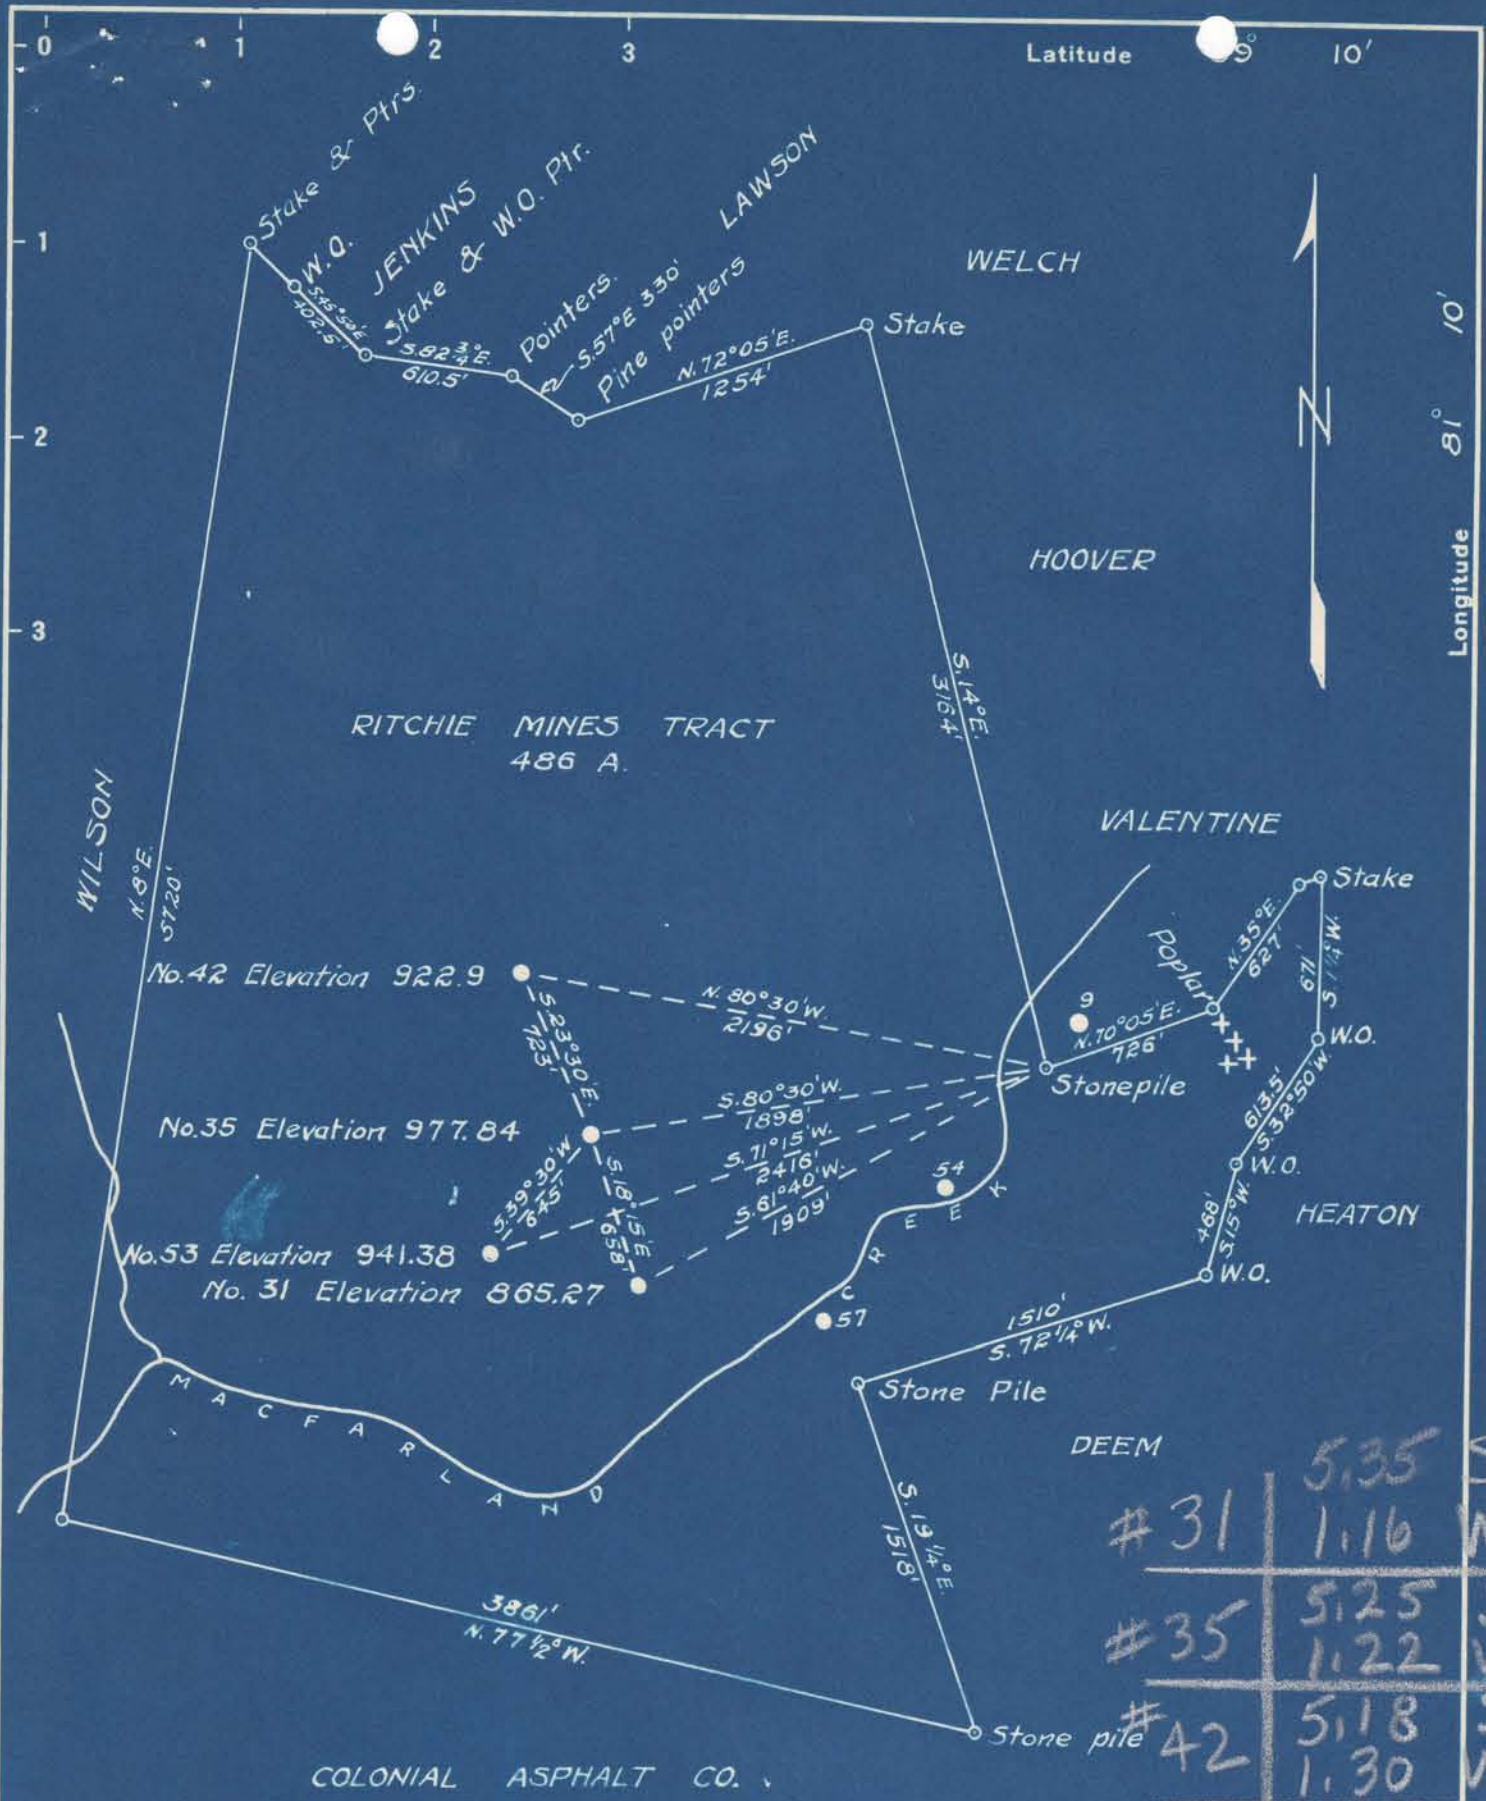 0
1
2
3
Latitude
9°
10'
1
2
3
Longitude
81° 10'
Stake & Ptrs.
W.O.
JENKINS
Stake & W.O. Ptr.
S.45°50'E.
402.5'
S.82 3/4°E.
610.5'
Pointers.
S.57°E 330'
Pine pointers
LAWSON
N.72°05'E.
1254'
Stake
WELCH
N
HOOVER
S.14°E.
3164'
RITCHIE MINES TRACT
486 A.
WILSON
N.8°E.
5720'
VALENTINE
Stake
N.35°E.
627'
Poplar
671'
S.1 1/4°W.
9
N.70°05'E.
726'
Stonepile
W.O.
613.5'
S.32°50'W.
W.O.
468'
S.15°W.
W.O.
HEATON
No.42 Elevation 922.9
N.80°30'W.
2196'
S.23°30'E.
723'
No.35 Elevation 977.84
S.80°30'W.
1898'
S.71°15'W.
2416'
S.61°40'W.
1909'
S.39°30'W
1645'
S.18°15'E
658'
No.53 Elevation 941.38
No. 31 Elevation 865.27
54
57
MACFARLAND CREEK
1510'
S.72 1/4°W.
Stone Pile
DEEM
S.19 1/4°E.
1518'
3861'
N.77 1/2°W.
Stone pile
COLONIAL ASPHALT CO.
#31 5.35 S
1.16 W
#35 5.25
1.22
#42 5.18
1.30